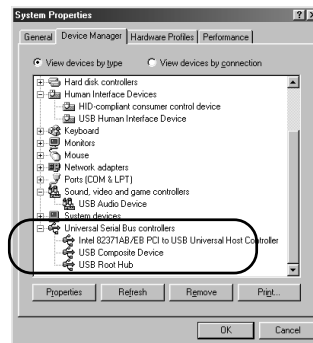 System Properties
General Device Manager Hardware Profiles Performance
View devices by type View devices by connection
Hard disk controllers
Human Interface Devices
HID-compliant consumer control device
USB Human Interface Device
Keyboard
Monitors
Mouse
Network adapters
Ports (COM & LPT)
Sound, video and game controllers
USB Audio Device
System devices
Universal Serial Bus controllers
Intel 82371AB/EB PCI to USB Universal Host Controller
USB Composite Device
USB Root Hub
Properties Refresh Remove Print...
OK Cancel